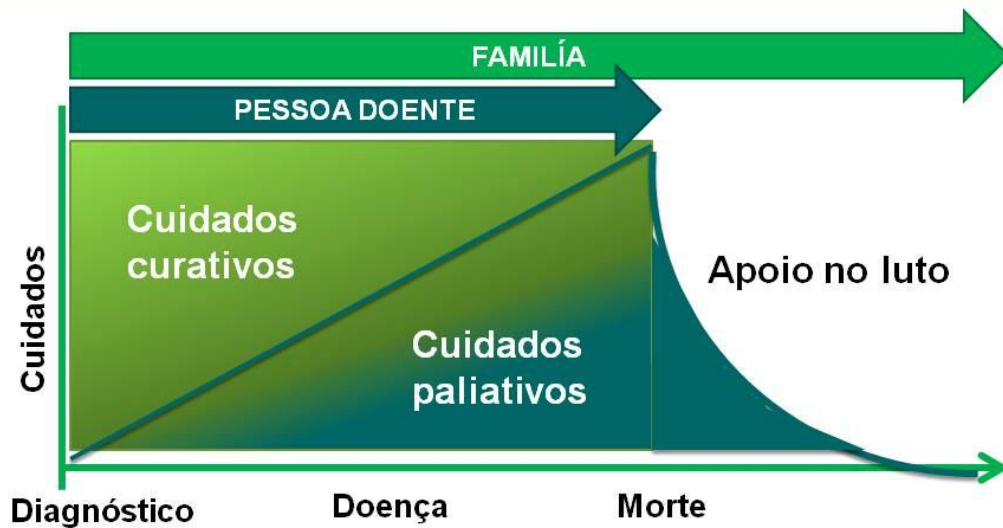 FAMILÍA
PESSOA DOENTE
Cuidados
curativos
Apoio no luto
Cuidados
paliativos
Cuidados
Diagnóstico
Doença
Morte